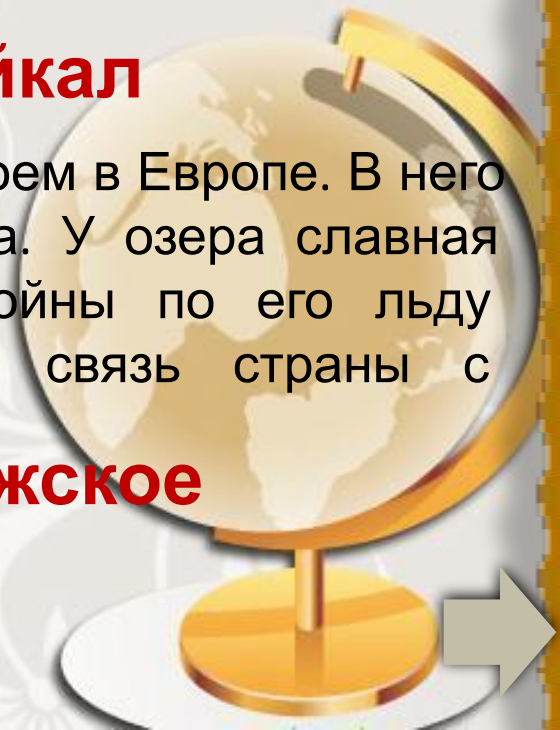 йкал
оем в Европе. В него
а. У озера славная
ойны по его льду
связь страны с
жское